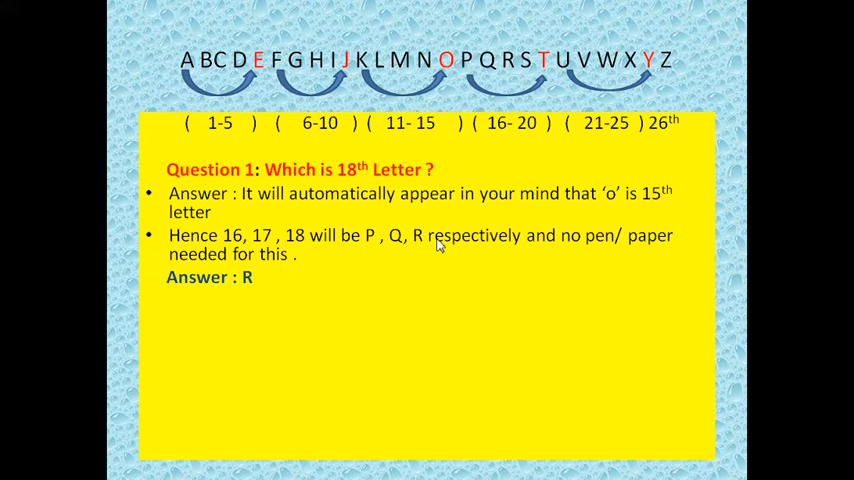 A B C D E F G H I J K L M N O P Q R S T U V W X Y Z
( 1-5 ) ( 6-10 ) ( 11- 15 ) ( 16- 20 ) ( 21-25 ) 26th
Question 1: Which is 18th Letter ?
• Answer : It will automatically appear in your mind that ‘o’ is 15th
letter
• Hence 16, 17 , 18 will be P , Q, R respectively and no pen/ paper
needed for this .
Answer : R